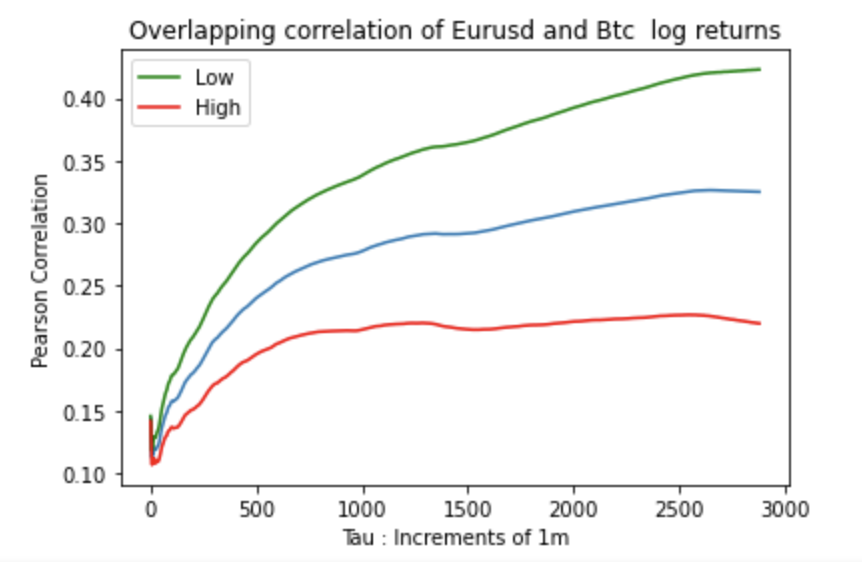 Overlapping correlation of Eurusd and Btc  log returns
Low
High
0.40
0.35
0.30
0.25
0.20
0.15
0.10
Pearson Correlation
0 500 1000 1500 2000 2500 3000
Tau : Increments of 1m